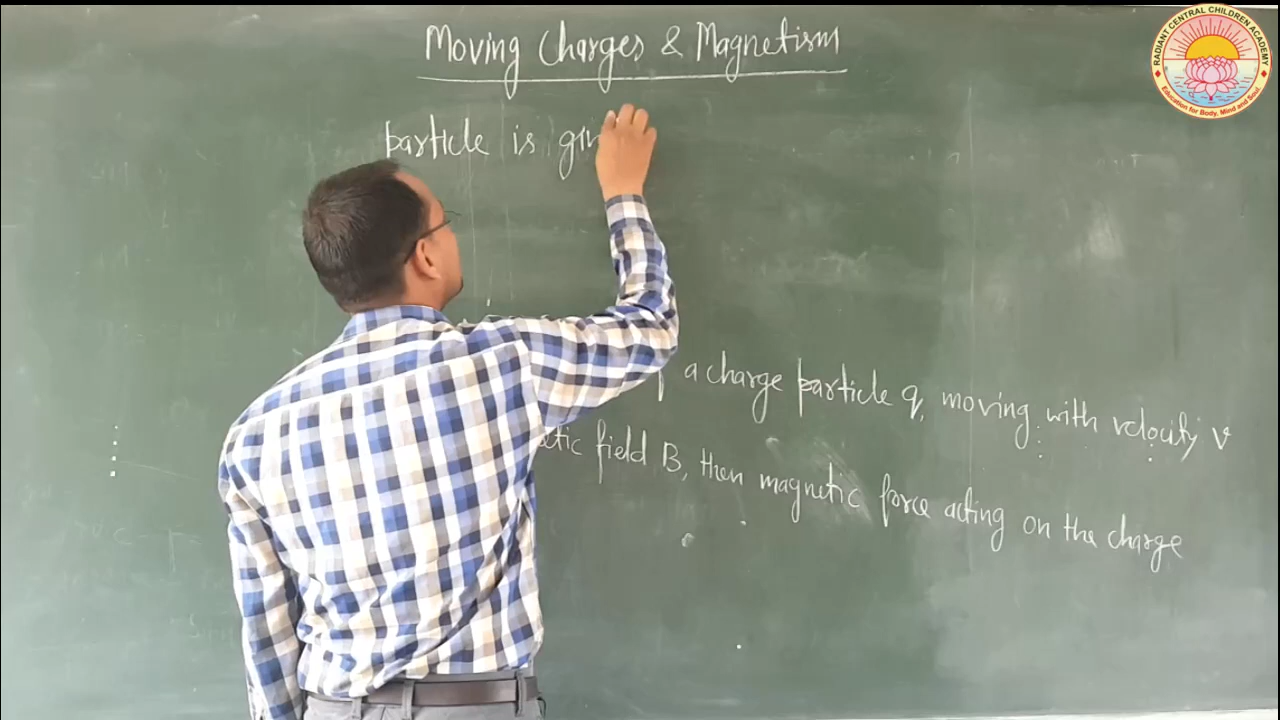 Moving Charges & Magnetism
particle is
a charge particle q, moving with velocity v
field B, then magnetic force acting on the charge
RADIANT CENTRAL CHILDREN ACADEMY
Education for Body, Mind and Soul